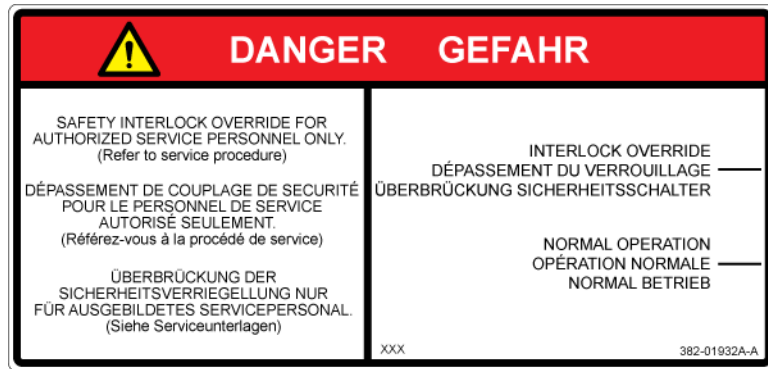 DANGER GEFAHR
SAFETY INTERLOCK OVERRIDE FOR
AUTHORIZED SERVICE PERSONNEL ONLY.
(Refer to service procedure)
DÉPASSEMENT DE COUPLAGE DE SECURITÉ
POUR LE PERSONNEL DE SERVICE
AUTORISÉ SEULEMENT.
(Référez-vous à la procédé de service)
ÜBERBRÜCKUNG DER
SICHERHEITSVERRIEGELLUNG NUR
FÜR AUSGEBILDETES SERVICEPERSONAL.
(Siehe Serviceunterlagen)
INTERLOCK OVERRIDE
DÉPASSEMENT DU VERROUILLAGE
ÜBERBRÜCKUNG SICHERHEITSSCHALTER
NORMAL OPERATION
OPÉRATION NORMALE
NORMAL BETRIEB
XXX
382-01932A-A